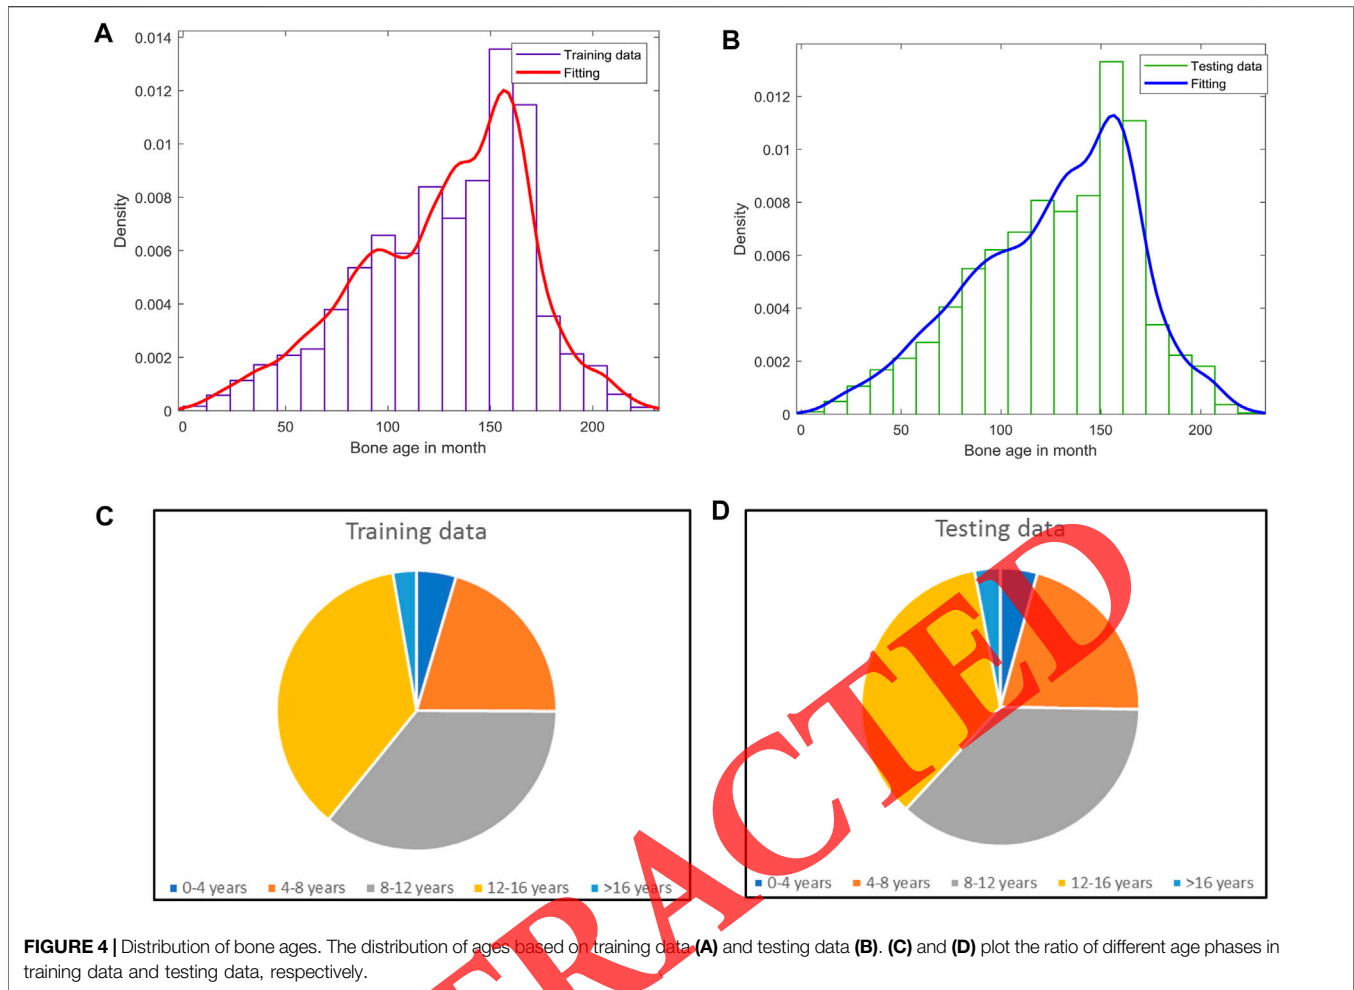 A
0.014
0.012
0.01
0.008
0.006
0.004
0.002
0
Density
0 50 100 150 200
Bone age in month
Training data
Fitting
B
0.012
0.01
0.008
0.006
0.004
0.002
0
Density
0 50 100 150 200
Bone age in month
Testing data
Fitting
C
Training data
0-4 years 4-8 years 8-12 years 12-16 years >16 years
D
Testing data
0-4 years 4-8 years 8-12 years 12-16 years >16 years
TRACTED
FIGURE 4 | Distribution of bone ages. The distribution of ages based on training data (A) and testing data (B). (C) and (D) plot the ratio of different age phases in
training data and testing data, respectively.